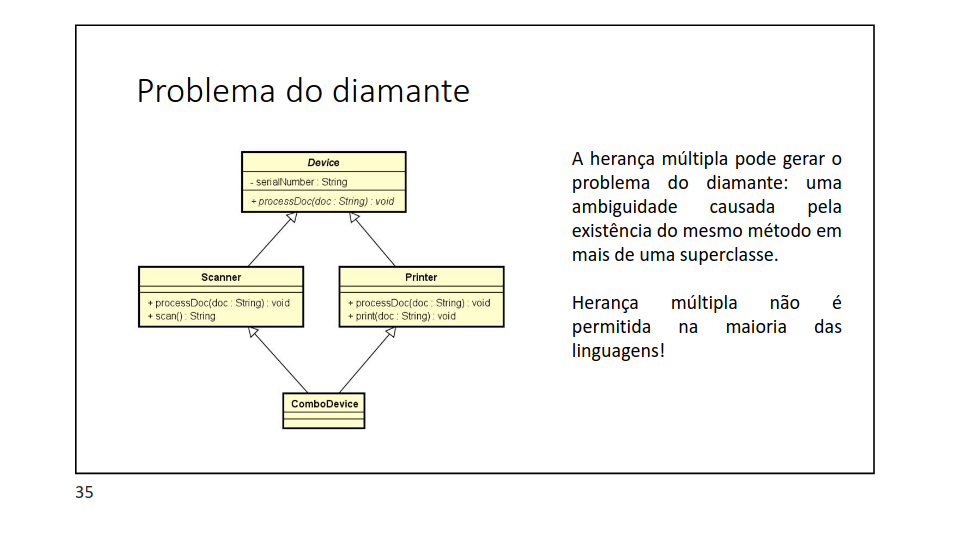 Problema do diamante
Device
- serialNumber : String
+ processDoc(doc : String) : void
Scanner
+ processDoc(doc : String) : void
+ scan() : String
Printer
+ processDoc(doc : String) : void
+ print(doc : String) : void
ComboDevice
A herança múltipla pode gerar o
problema do diamante: uma
ambiguidade causada pela
existência do mesmo método em
mais de uma superclasse.
Herança múltipla não é
permitida na maioria das
linguagens!
35